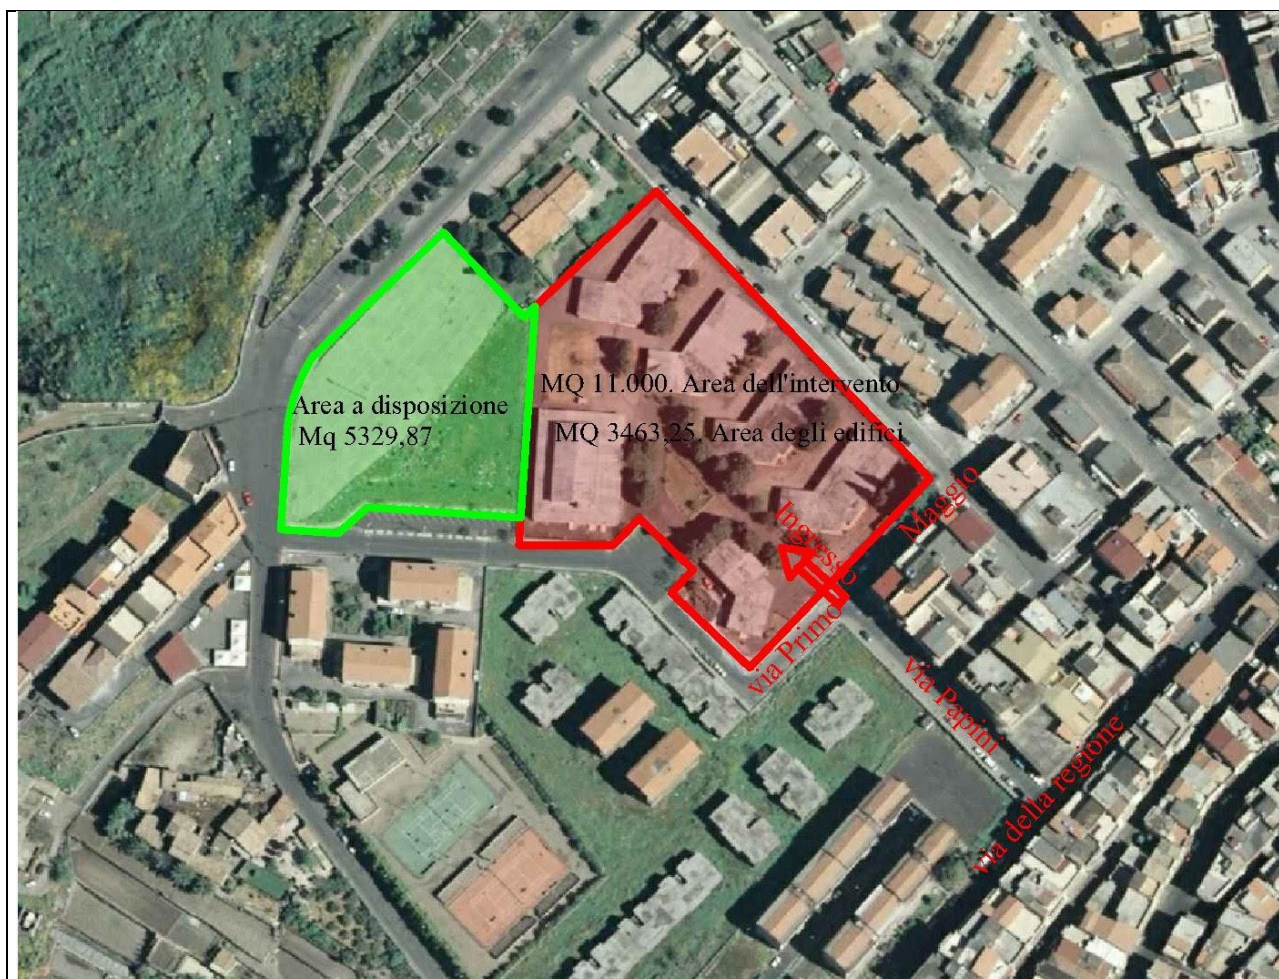 MQ 11.000. Area dell'intervento
Area a disposizione
Mq 5329,87
MQ 3463,25. Area degli edifici
Ingresso
via Primo Maggio
via Papini
via della regione